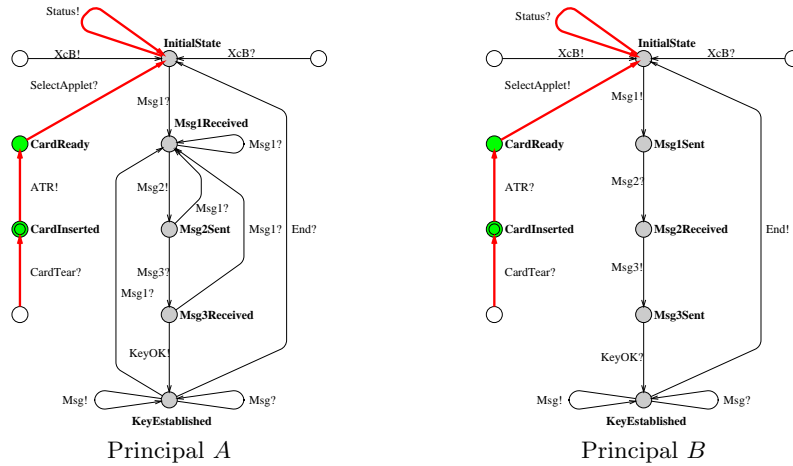 Status!
InitialState
XcB!
XcB?
SelectApplet?
Msg1?
Msg1Received
CardReady
Msg1?
ATR!
Msg2!
Msg1?
CardInserted
Msg2Sent
Msg1?
End?
CardTear?
Msg3?
Msg1?
Msg3Received
KeyOK!
Msg!
Msg?
KeyEstablished
Principal A
Status?
InitialState
XcB!
XcB?
SelectApplet!
Msg1!
CardReady
Msg1Sent
ATR?
Msg2?
CardInserted
Msg2Received
End!
CardTear?
Msg3!
Msg3Sent
KeyOK?
Msg!
Msg?
KeyEstablished
Principal B